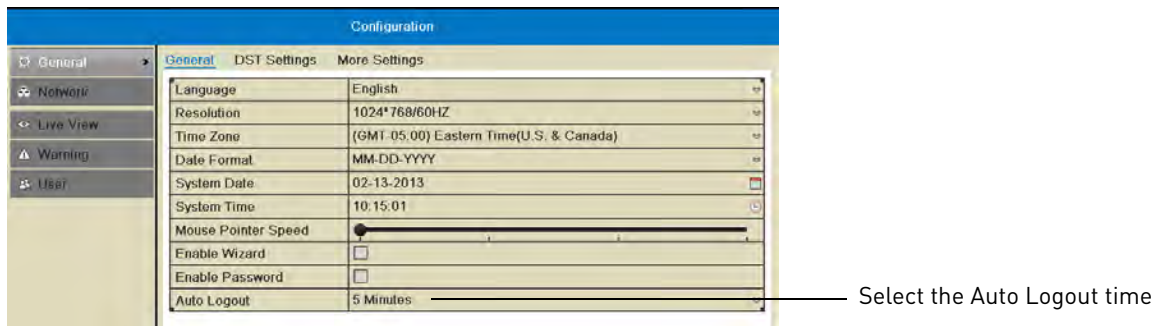 Configuration
General
Network
Live View
Warning
User
General DST Settings More Settings
Language English
Resolution 1024*768/60HZ
Time Zone (GMT-05:00) Eastern Time(U.S. & Canada)
Date Format MM-DD-YYYY
System Date 02-13-2013
System Time 10:15:01
Mouse Pointer Speed
Enable Wizard
Enable Password
Auto Logout 5 Minutes
Select the Auto Logout time